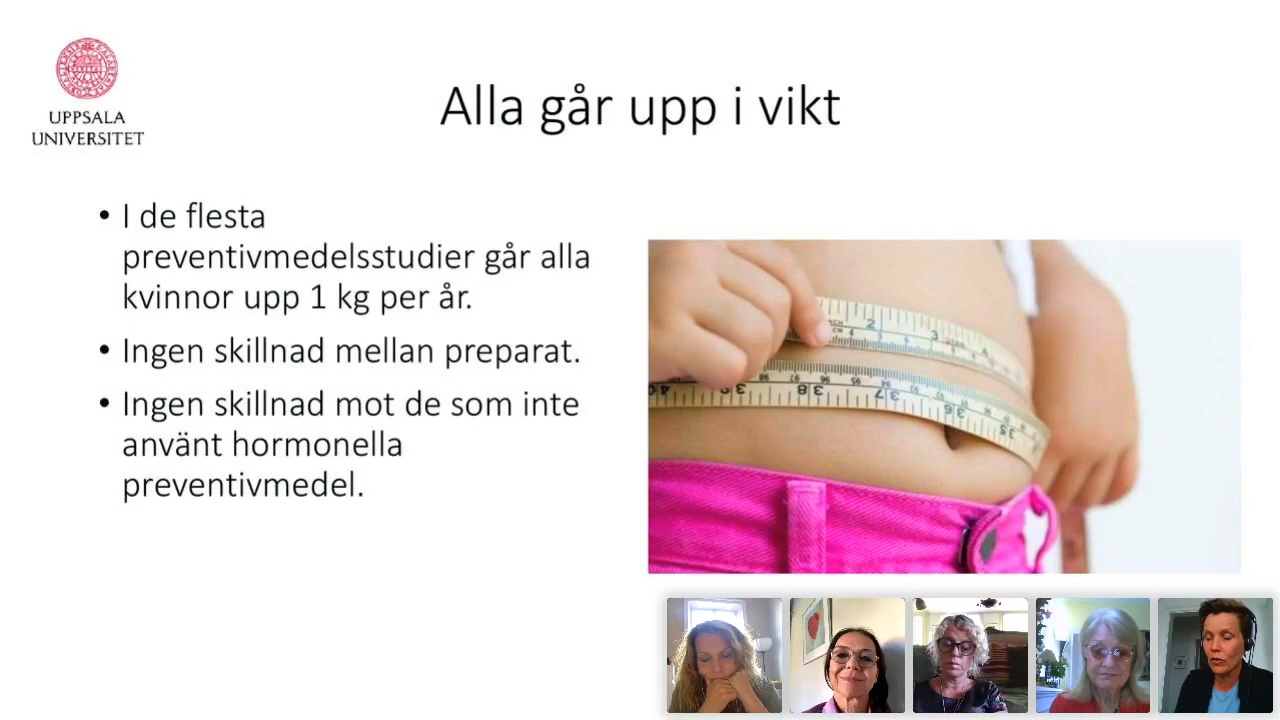 UPPSALA
UNIVERSITET
Alla går upp i vikt
• I de flesta
preventivmedelsstudier går alla
kvinnor upp 1 kg per år.
• Ingen skillnad mellan preparat.
• Ingen skillnad mot de som inte
använt hormonella
preventivmedel.